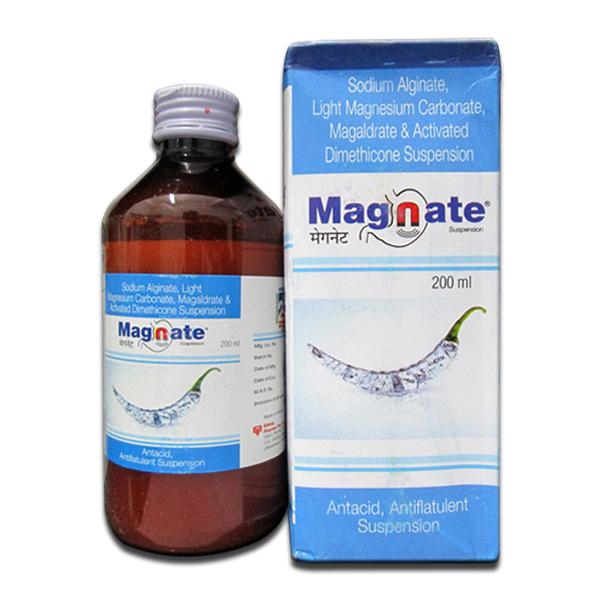 Sodium Alginate,
Light Magnesium Carbonate,
Magaldrate & Activated
Dimethicone Suspension
Magnate®
मेगनेट
Suspension
200 ml
Antacid, Antiflatulent
Suspension
Sodium Alginate, Light
Magnesium Carbonate, Magaldrate &
Activated Dimethicone Suspension
Magnate®
मेगनेट
Suspension
200 ml
Antacid,
Antiflatulent Suspension
Mfg. Lic. No.
Batch No.
Date of Mfg.
Date of Exp.
M.R.P. Rs.